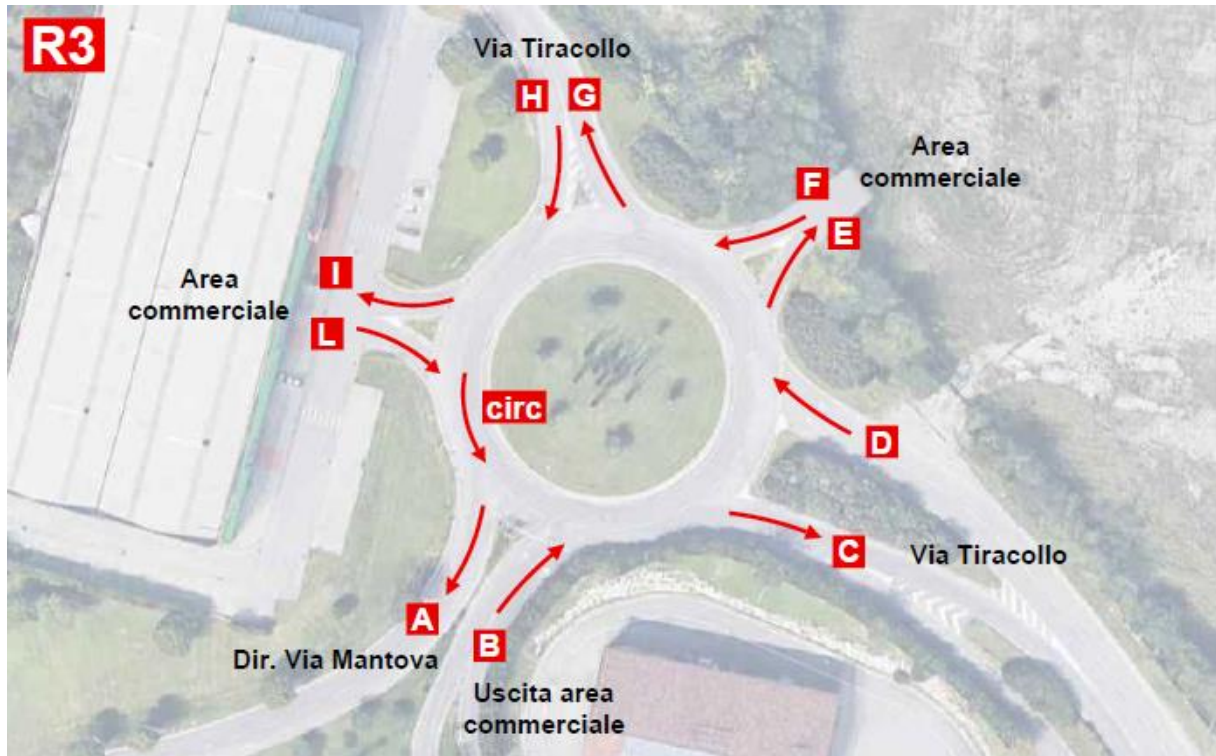 R3
Via Tiracollo
H
G
Area
commerciale
F
E
Area
commerciale
I
L
circ
D
C
Via Tiracollo
A
B
Dir. Via Mantova
Uscita area
commerciale